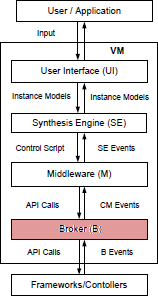 User / Application
Input
VM
User Interface (UI)
Instance Models
Instance Models
Synthesis Engine (SE)
Control Script
SE Events
Middleware (M)
API Calls
CM Events
Broker (B)
API Calls
B Events
Frameworks/Contollers